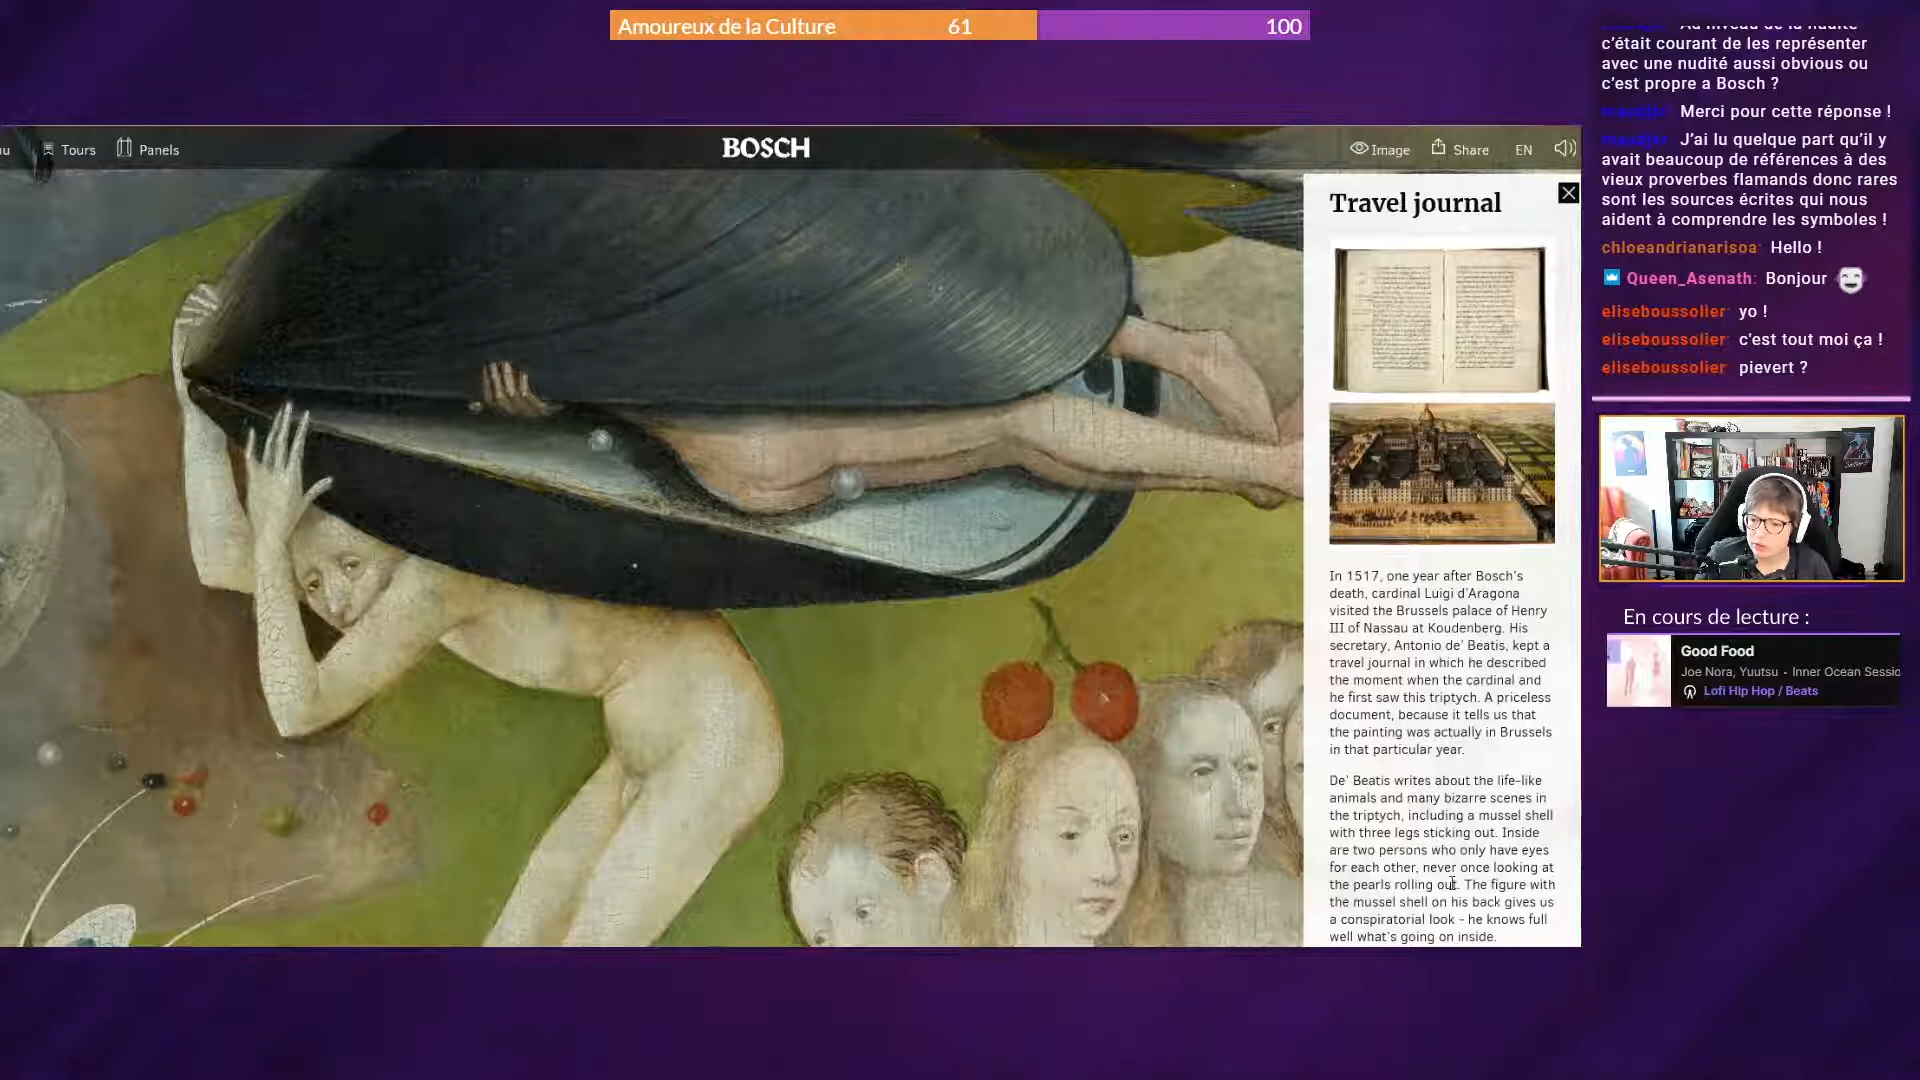 Amoureux de la Culture 61 100
Tours Panels BOSCH Image Share EN
Travel journal
In 1517, one year after Bosch's
death, cardinal Luigi d'Aragona
visited the Brussels palace of Henry
III of Nassau at Koudenberg. His
secretary, Antonio de' Beatis, kept a
travel journal in which he described
the moment when the cardinal and
he first saw this triptych. A priceless
document, because it tells us that
the painting was actually in Brussels
in that particular year.
De' Beatis writes about the life-like
animals and many bizarre scenes in
the triptych, including a mussel shell
with three legs sticking out. Inside
are two persons who only have eyes
for each other, never once looking at
the pearls rolling out. The figure with
the mussel shell on his back gives us
a conspiratorial look - he knows full
well what's going on inside.
Au niveau de la nudité
c'était courant de les représenter
avec une nudité aussi obvious ou
c'est propre a Bosch ?
Merci pour cette réponse !
J'ai lu quelque part qu'il y
avait beaucoup de références à des
vieux proverbes flamands donc rares
sont les sources écrites qui nous
aident à comprendre les symboles !
chloeandrianarisoa: Hello !
Queen_Asenath: Bonjour
eliseboussolier: yo !
eliseboussolier: c'est tout moi ça !
eliseboussolier: pievert ?
En cours de lecture :
Good Food
Joe Nora, Yuutsu • Inner Ocean Sessio
Lofi Hip Hop / Beats